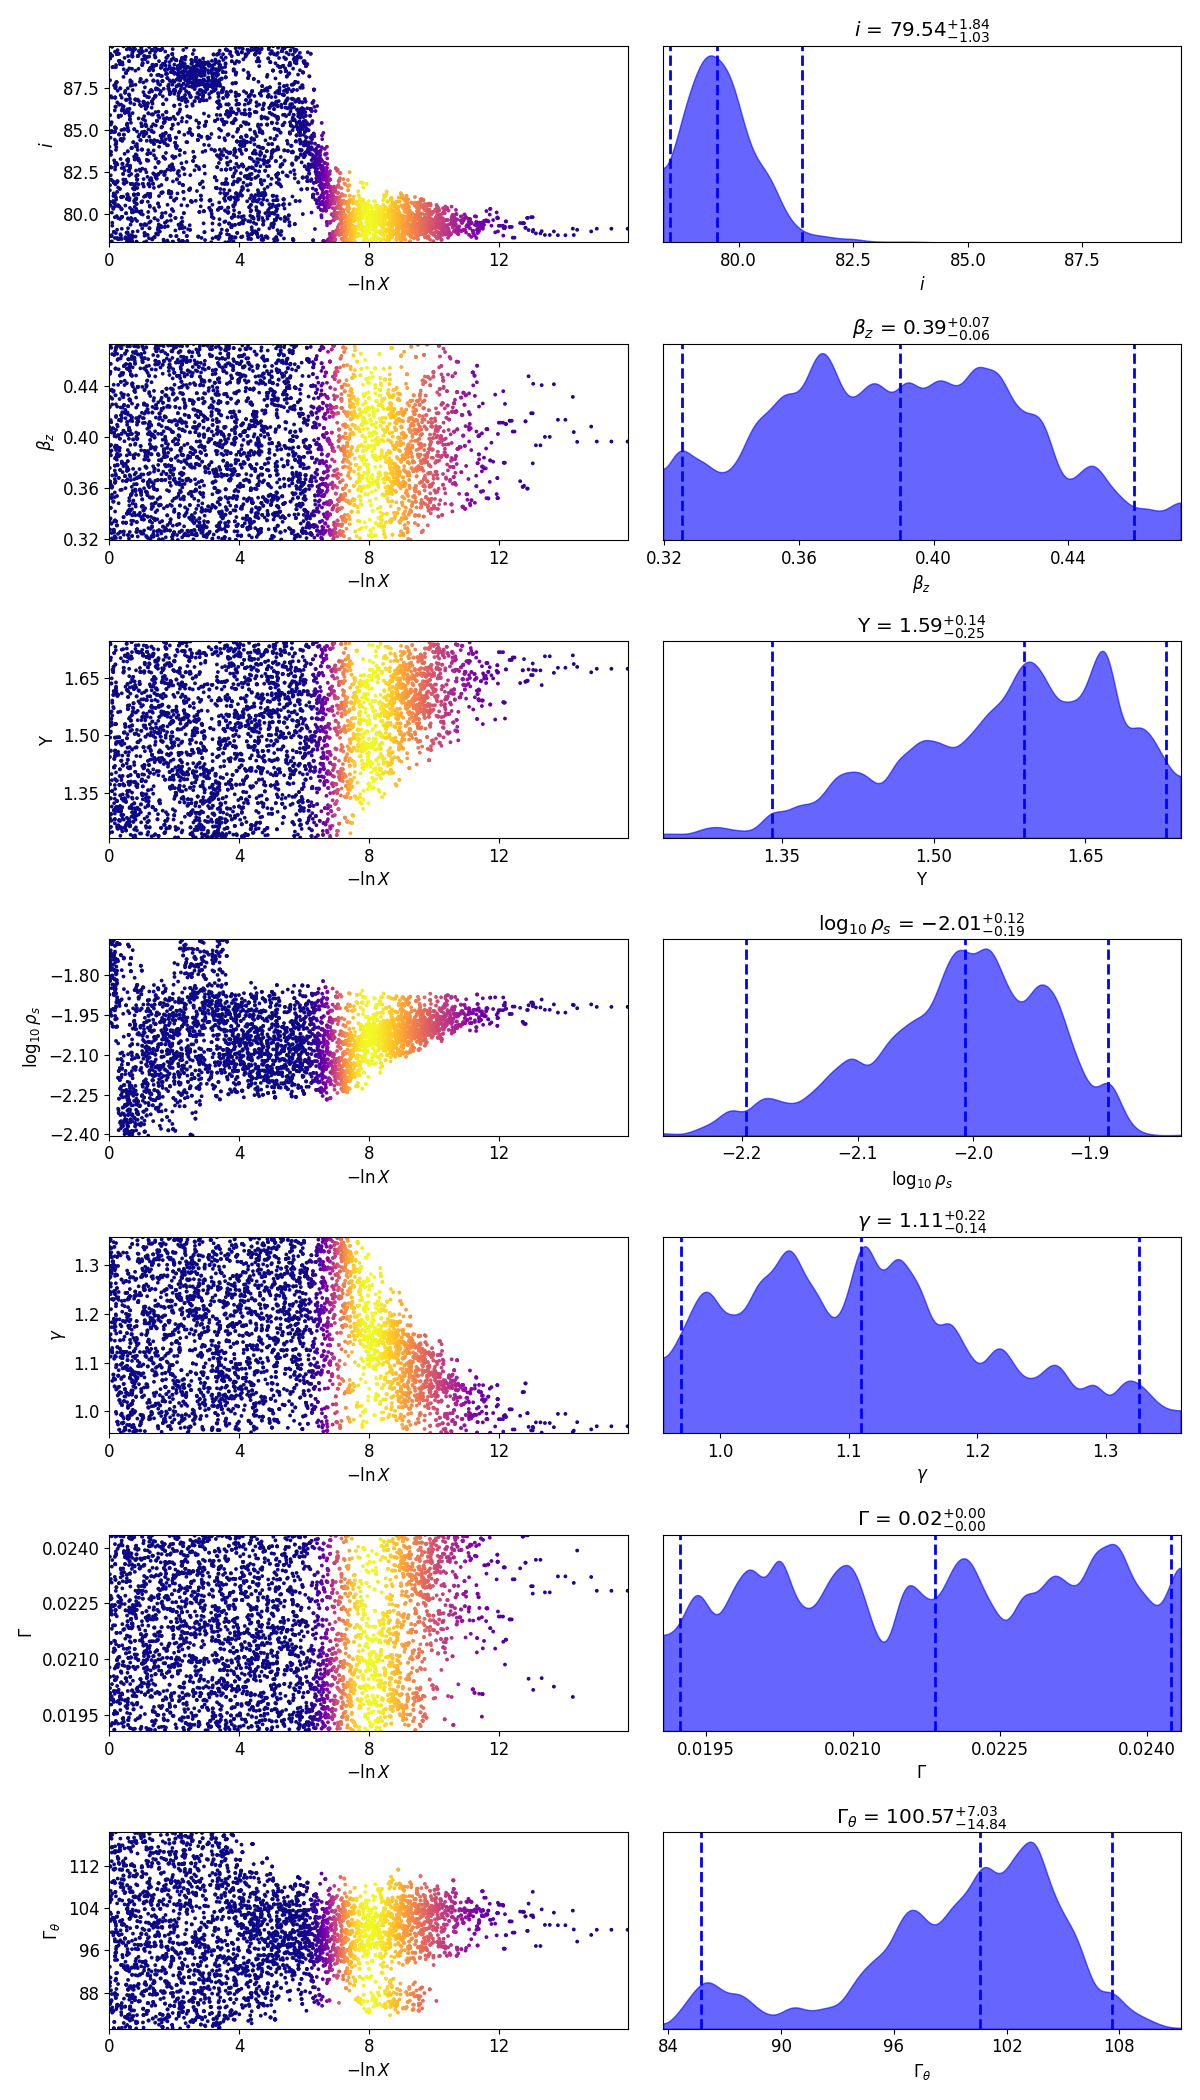 i = 79.54 +1.84 −1.03
87.5
85.0
82.5
80.0
i
0 4 8 12
−ln X
80.0 82.5 85.0 87.5
i
β_z = 0.39 +0.07 −0.06
0.44
0.40
0.36
0.32
β_z
0 4 8 12
−ln X
0.32 0.36 0.40 0.44
β_z
Υ = 1.59 +0.14 −0.25
1.65
1.50
1.35
Υ
0 4 8 12
−ln X
1.35 1.50 1.65
Υ
log₁₀ ρ_s = −2.01 +0.12 −0.19
−1.80
−1.95
−2.10
−2.25
−2.40
log₁₀ ρ_s
0 4 8 12
−ln X
−2.2 −2.1 −2.0 −1.9
log₁₀ ρ_s
γ = 1.11 +0.22 −0.14
1.3
1.2
1.1
1.0
γ
0 4 8 12
−ln X
1.0 1.1 1.2 1.3
γ
Γ = 0.02 +0.00 −0.00
0.0240
0.0225
0.0210
0.0195
Γ
0 4 8 12
−ln X
0.0195 0.0210 0.0225 0.0240
Γ
Γ_θ = 100.57 +7.03 −14.84
112
104
96
88
Γ_θ
0 4 8 12
−ln X
84 90 96 102 108
Γ_θ